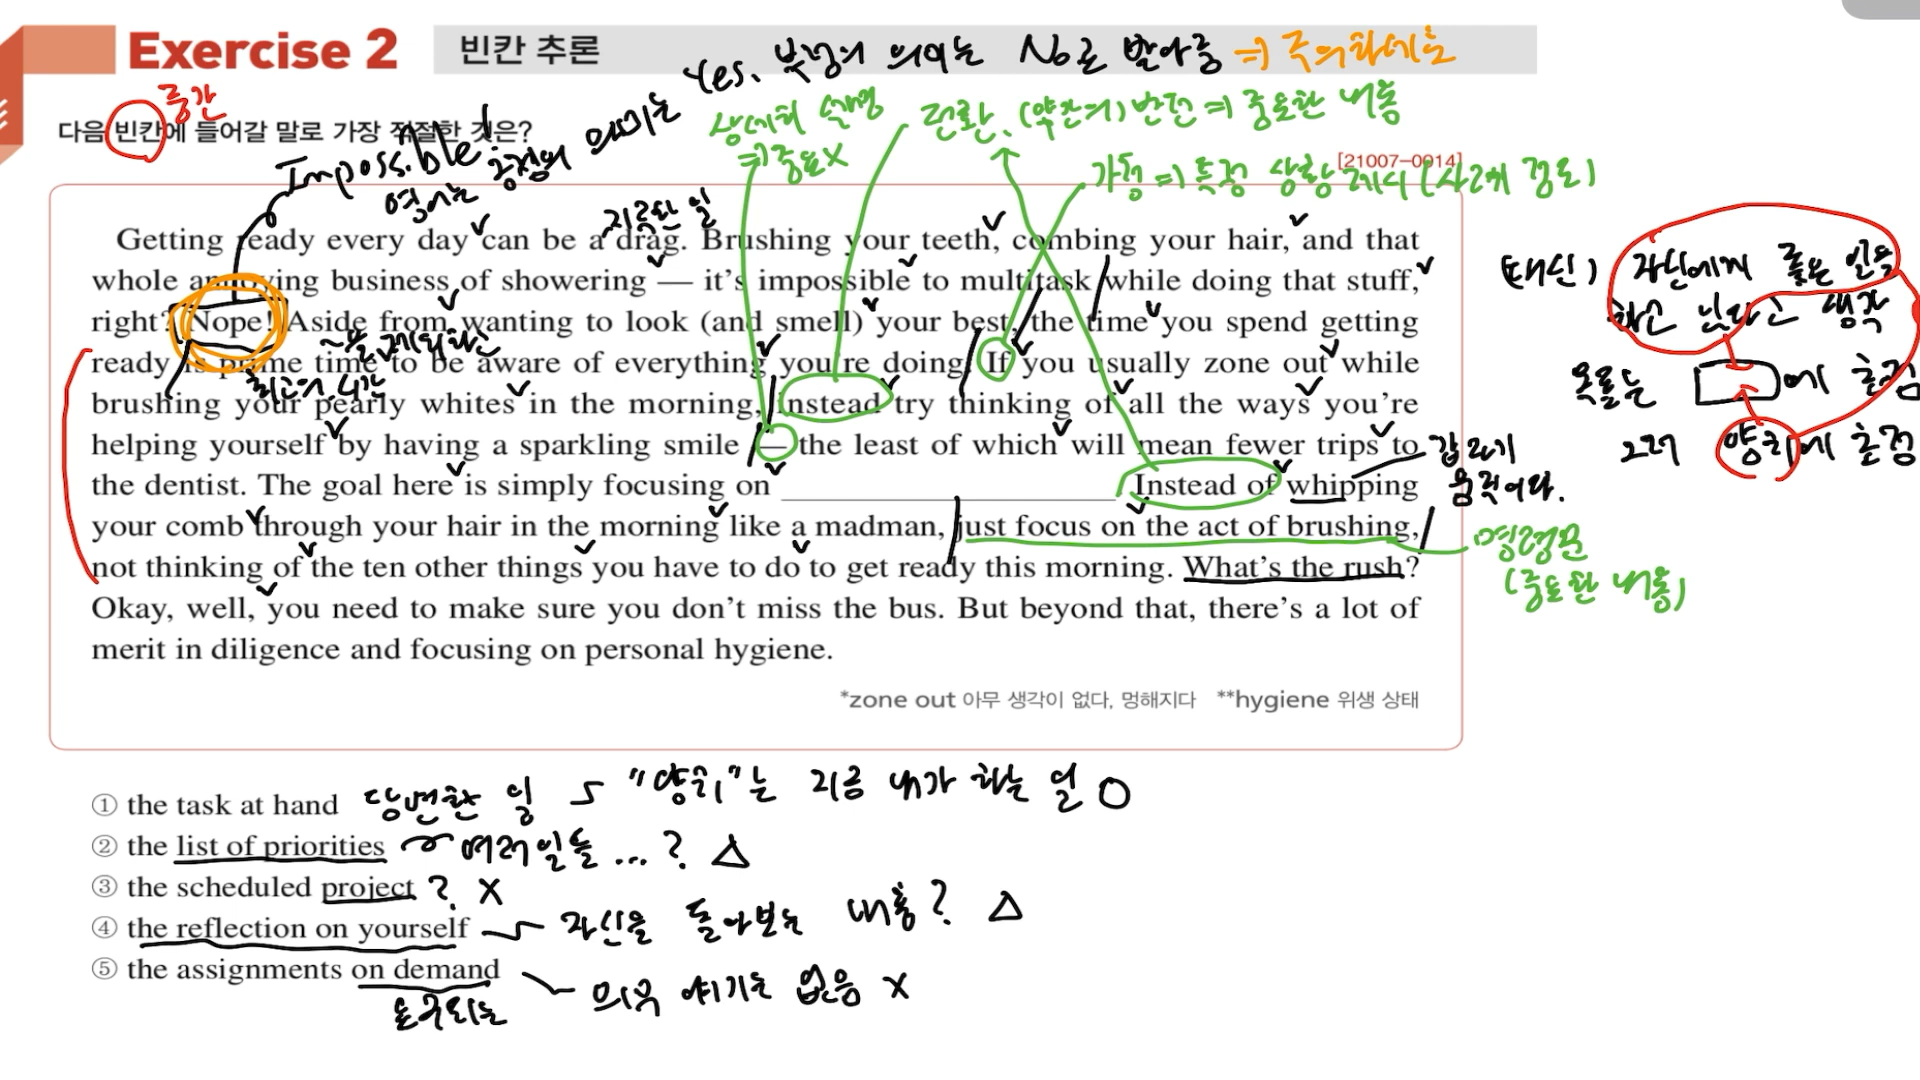 Exercise 2 빈칸 추론
Yes. 부정의 의미는 No로 받아줌 ⇒ 주의하세요
중간
다음 빈칸에 들어갈 말로 가장 적절한 것은?
Impossible!
영어는 긍정의 의미는
상세히 설명
⇒ 중요X
전환, (약간의) 반전 ⇒ 중요한 내용
[21007-0014]
가정 ⇒ 특정 상황 제시 (사례 정도)
지루한 일
Getting ready every day can be a drag. Brushing your teeth, combing your hair, and that
whole annoying business of showering — it's impossible to multitask while doing that stuff,
right? Nope! Aside from wanting to look (and smell) your best, the time you spend getting
~을 제외하고
ready is prime time to be aware of everything you're doing. If you usually zone out while
최고의 시간
brushing your pearly whites in the morning, instead try thinking of all the ways you're
helping yourself by having a sparkling smile — the least of which will mean fewer trips to
the dentist. The goal here is simply focusing on ____________________. Instead of whipping
your comb through your hair in the morning like a madman, just focus on the act of brushing,
not thinking of the ten other things you have to do to get ready this morning. What's the rush?
Okay, well, you need to make sure you don't miss the bus. But beyond that, there's a lot of
merit in diligence and focusing on personal hygiene.
*zone out 아무 생각이 없다, 멍해지다 **hygiene 위생 상태
(대신) 자신에게 좋은 일을
하고 있다고 생각
목표는 에 초점
그저 양치에 초점
갑자기
움직이다.
명령문
(중요한 내용)
① the task at hand 당면한 일 "양치"는 지금 내가 하는 일 O
② the list of priorities 여러일들 ...? △
③ the scheduled project ? X
④ the reflection on yourself 자신을 돌아보는 내용? △
⑤ the assignments on demand 의무 얘기는 없음 X
요구되는